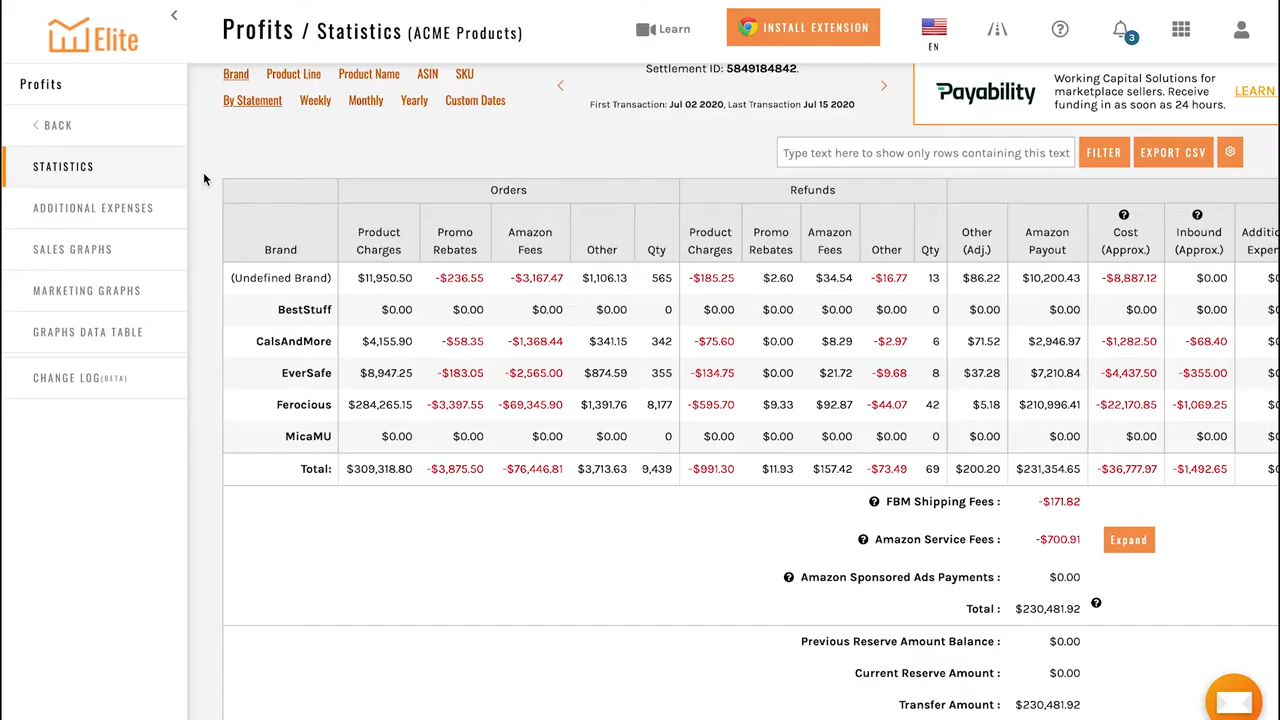 Elite
Profits / Statistics (ACME Products)
Learn
INSTALL EXTENSION
EN
3
Profits
BACK
STATISTICS
ADDITIONAL EXPENSES
SALES GRAPHS
MARKETING GRAPHS
GRAPHS DATA TABLE
CHANGE LOG(BETA)
Brand Product Line Product Name ASIN SKU
By Statement Weekly Monthly Yearly Custom Dates
Settlement ID: 5849184842.
First Transaction: Jul 02 2020, Last Transaction Jul 15 2020
Payability
Working Capital Solutions for
marketplace sellers. Receive
funding in as soon as 24 hours.
LEARN
Type text here to show only rows containing this text
FILTER
EXPORT CSV
Orders Refunds
Brand Product Charges Promo Rebates Amazon Fees Other Qty Product Charges Promo Rebates Amazon Fees Other Qty Other (Adj.) Amazon Payout Cost (Approx.) Inbound (Approx.)
(Undefined Brand) $11,950.50 -$236.55 -$3,167.47 $1,106.13 565 -$185.25 $2.60 $34.54 -$16.77 13 $86.22 $10,200.43 -$8,887.12 $0.00
BestStuff $0.00 $0.00 $0.00 $0.00 0 $0.00 $0.00 $0.00 $0.00 0 $0.00 $0.00 $0.00 $0.00
CalsAndMore $4,155.90 -$58.35 -$1,368.44 $341.15 342 -$75.60 $0.00 $8.29 -$2.97 6 $71.52 $2,946.97 -$1,282.50 -$68.40
EverSafe $8,947.25 -$183.05 -$2,565.00 $874.59 355 -$134.75 $0.00 $21.72 -$9.68 8 $37.28 $7,210.84 -$4,437.50 -$355.00
Ferocious $284,265.15 -$3,397.55 -$69,345.90 $1,391.76 8,177 -$595.70 $9.33 $92.87 -$44.07 42 $5.18 $210,996.41 -$22,170.85 -$1,069.25
MicaMU $0.00 $0.00 $0.00 $0.00 0 $0.00 $0.00 $0.00 $0.00 0 $0.00 $0.00 $0.00 $0.00
Total: $309,318.80 -$3,875.50 -$76,446.81 $3,713.63 9,439 -$991.30 $11.93 $157.42 -$73.49 69 $200.20 $231,354.65 -$36,777.97 -$1,492.65
FBM Shipping Fees : -$171.82
Amazon Service Fees : -$700.91 Expand
Amazon Sponsored Ads Payments : $0.00
Total : $230,481.92
Previous Reserve Amount Balance : $0.00
Current Reserve Amount : $0.00
Transfer Amount : $230,481.92